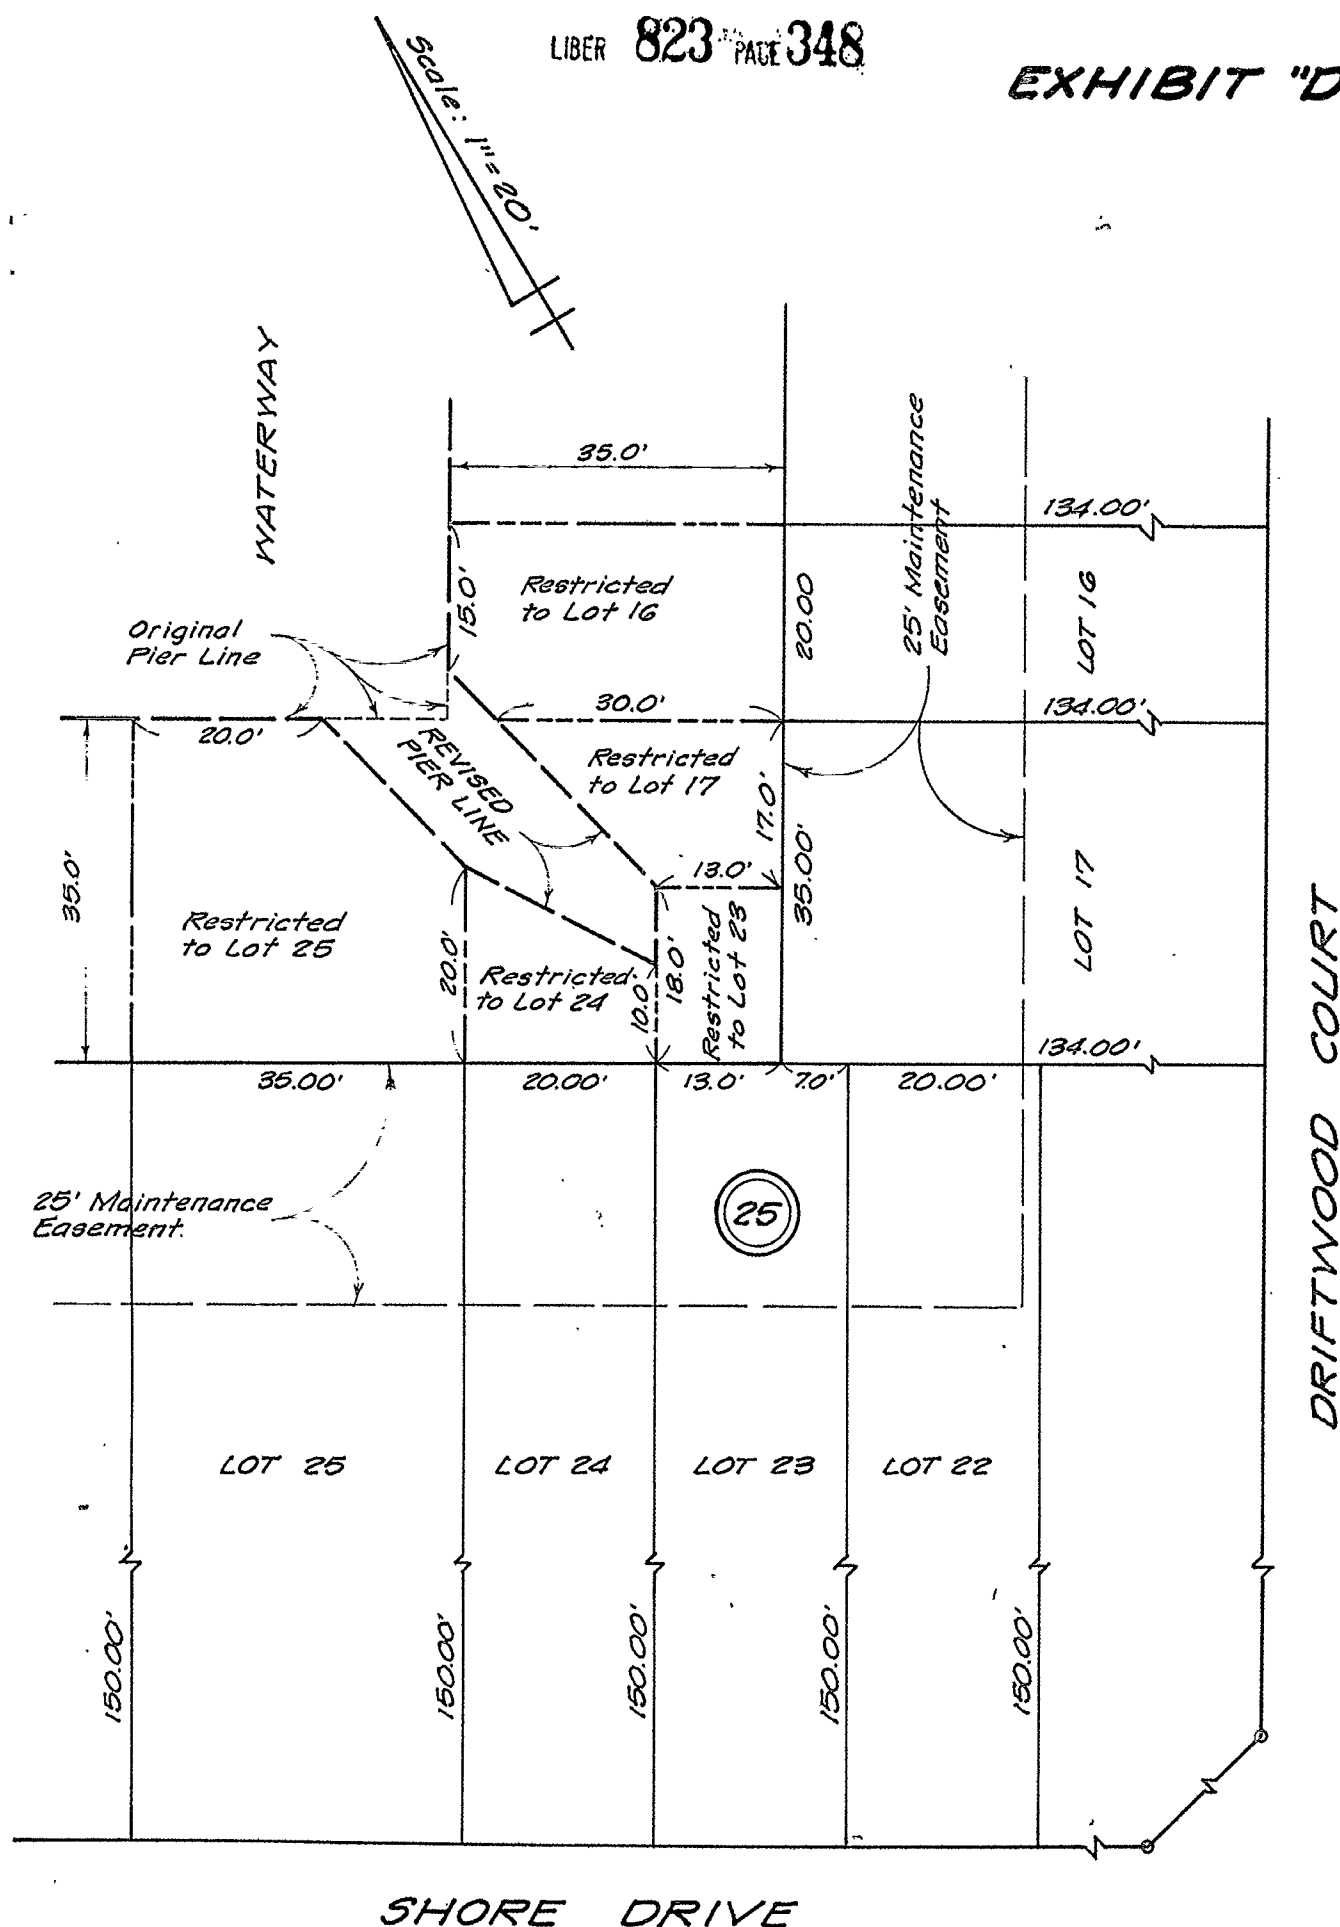 LIBER 823 PAGE 348
EXHIBIT "D
Scale: 1"=20'
WATERWAY
35.0'
25' Maintenance
Easement
134.00'
Restricted
to Lot 16
15.0'
20.00
LOT 16
Original
Pier Line
20.0'
30.0'
134.00'
REVISED
PIER LINE
Restricted
to Lot 17
17.0'
35.0'
13.0'
35.00'
LOT 17
Restricted
to Lot 25
20.0'
Restricted
to Lot 24
10.0'
18.0'
Restricted
to Lot 23
134.00'
35.00'
20.00'
13.0'
7.0'
20.00'
25' Maintenance
Easement
25
DRIFTWOOD COURT
LOT 25
LOT 24
LOT 23
LOT 22
150.00'
150.00'
150.00'
150.00'
150.00'
SHORE DRIVE